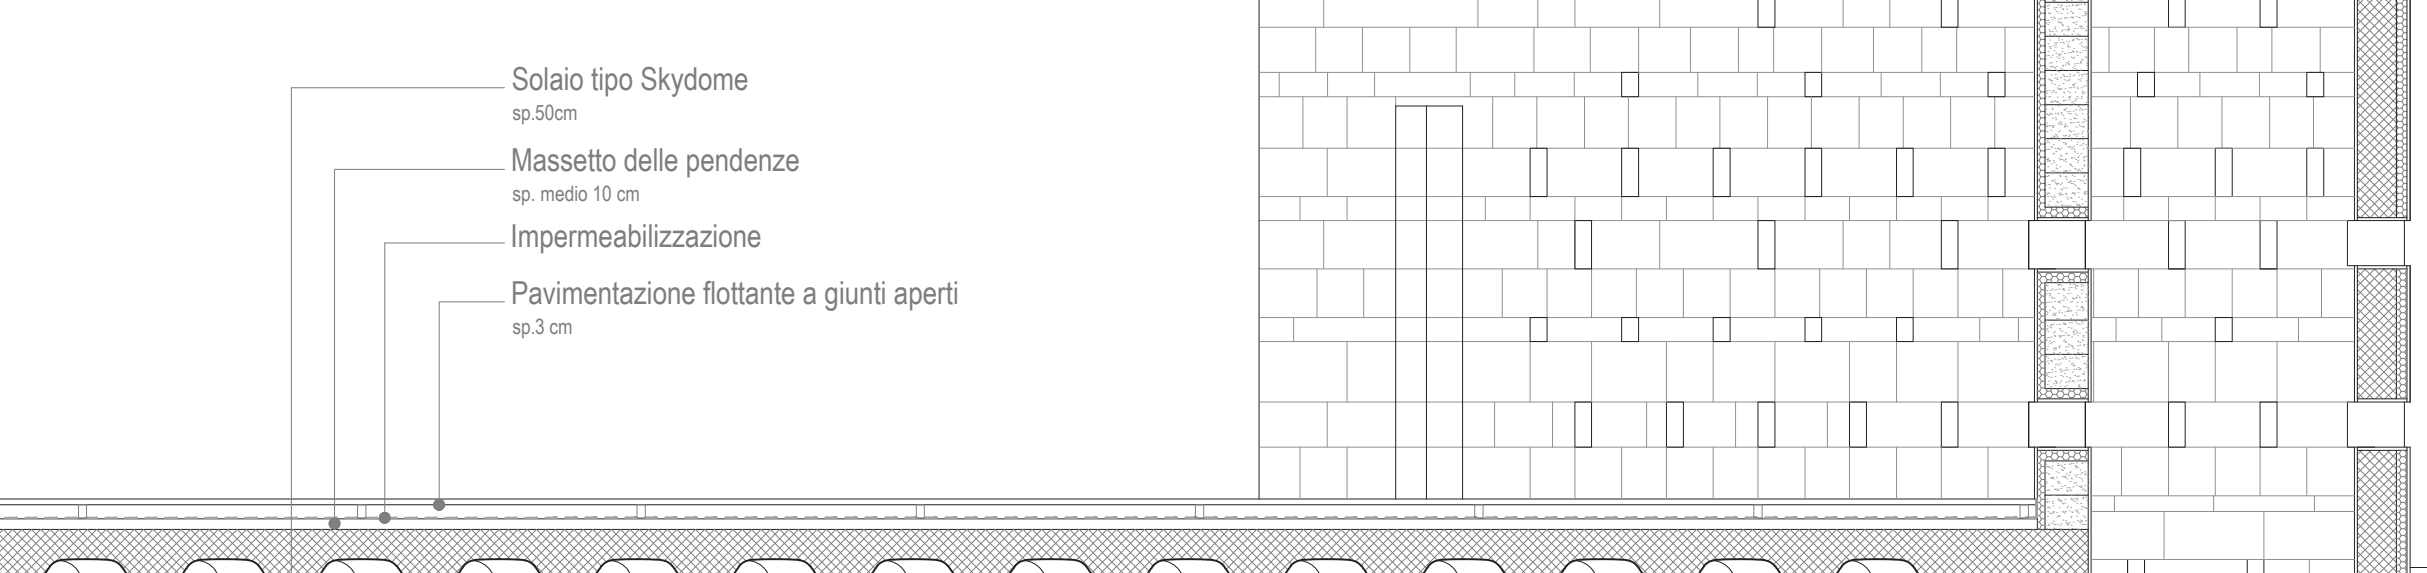 Solaio tipo Skydome
sp.50cm
Massetto delle pendenze
sp. medio 10 cm
Impermeabilizzazione
Pavimentazione flottante a giunti aperti
sp.3 cm